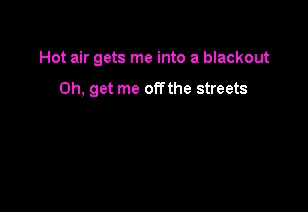 Hot air gets me into a blackout
Oh, get me off the streets